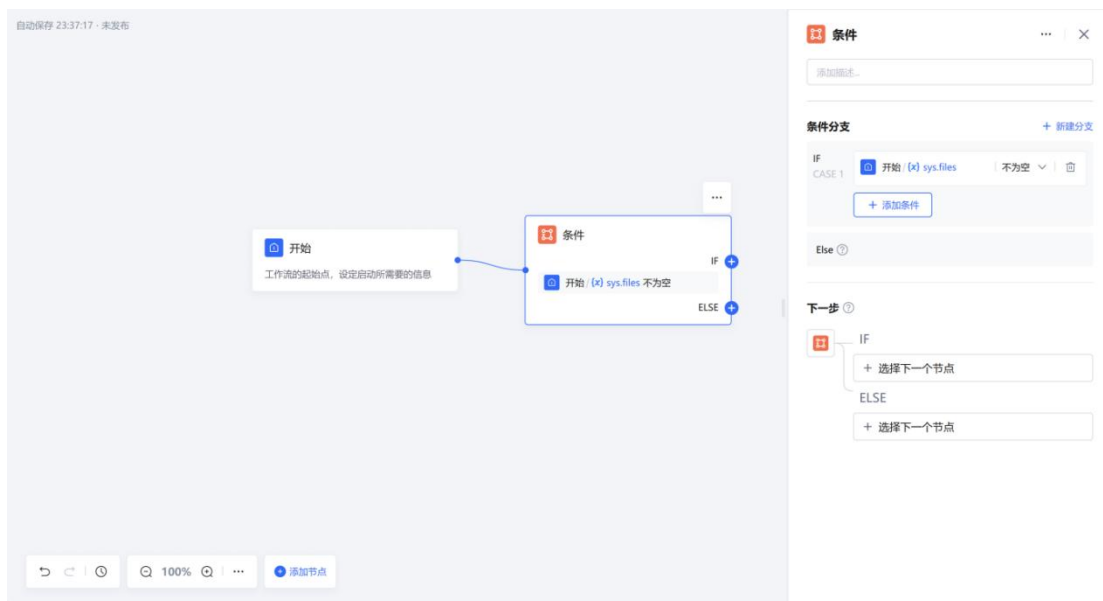 自动保存 23:37:17 · 未发布
开始
工作流的起始点，设定启动所需要的信息
...
条件
IF
开始 / {x} sys.files 不为空
ELSE
100%
...
添加节点
条件
...
添加描述...
条件分支
+ 新建分支
IF
CASE 1
开始 / {x} sys.files 不为空
+ 添加条件
Else ?
下一步 ?
IF
+ 选择下一个节点
ELSE
+ 选择下一个节点